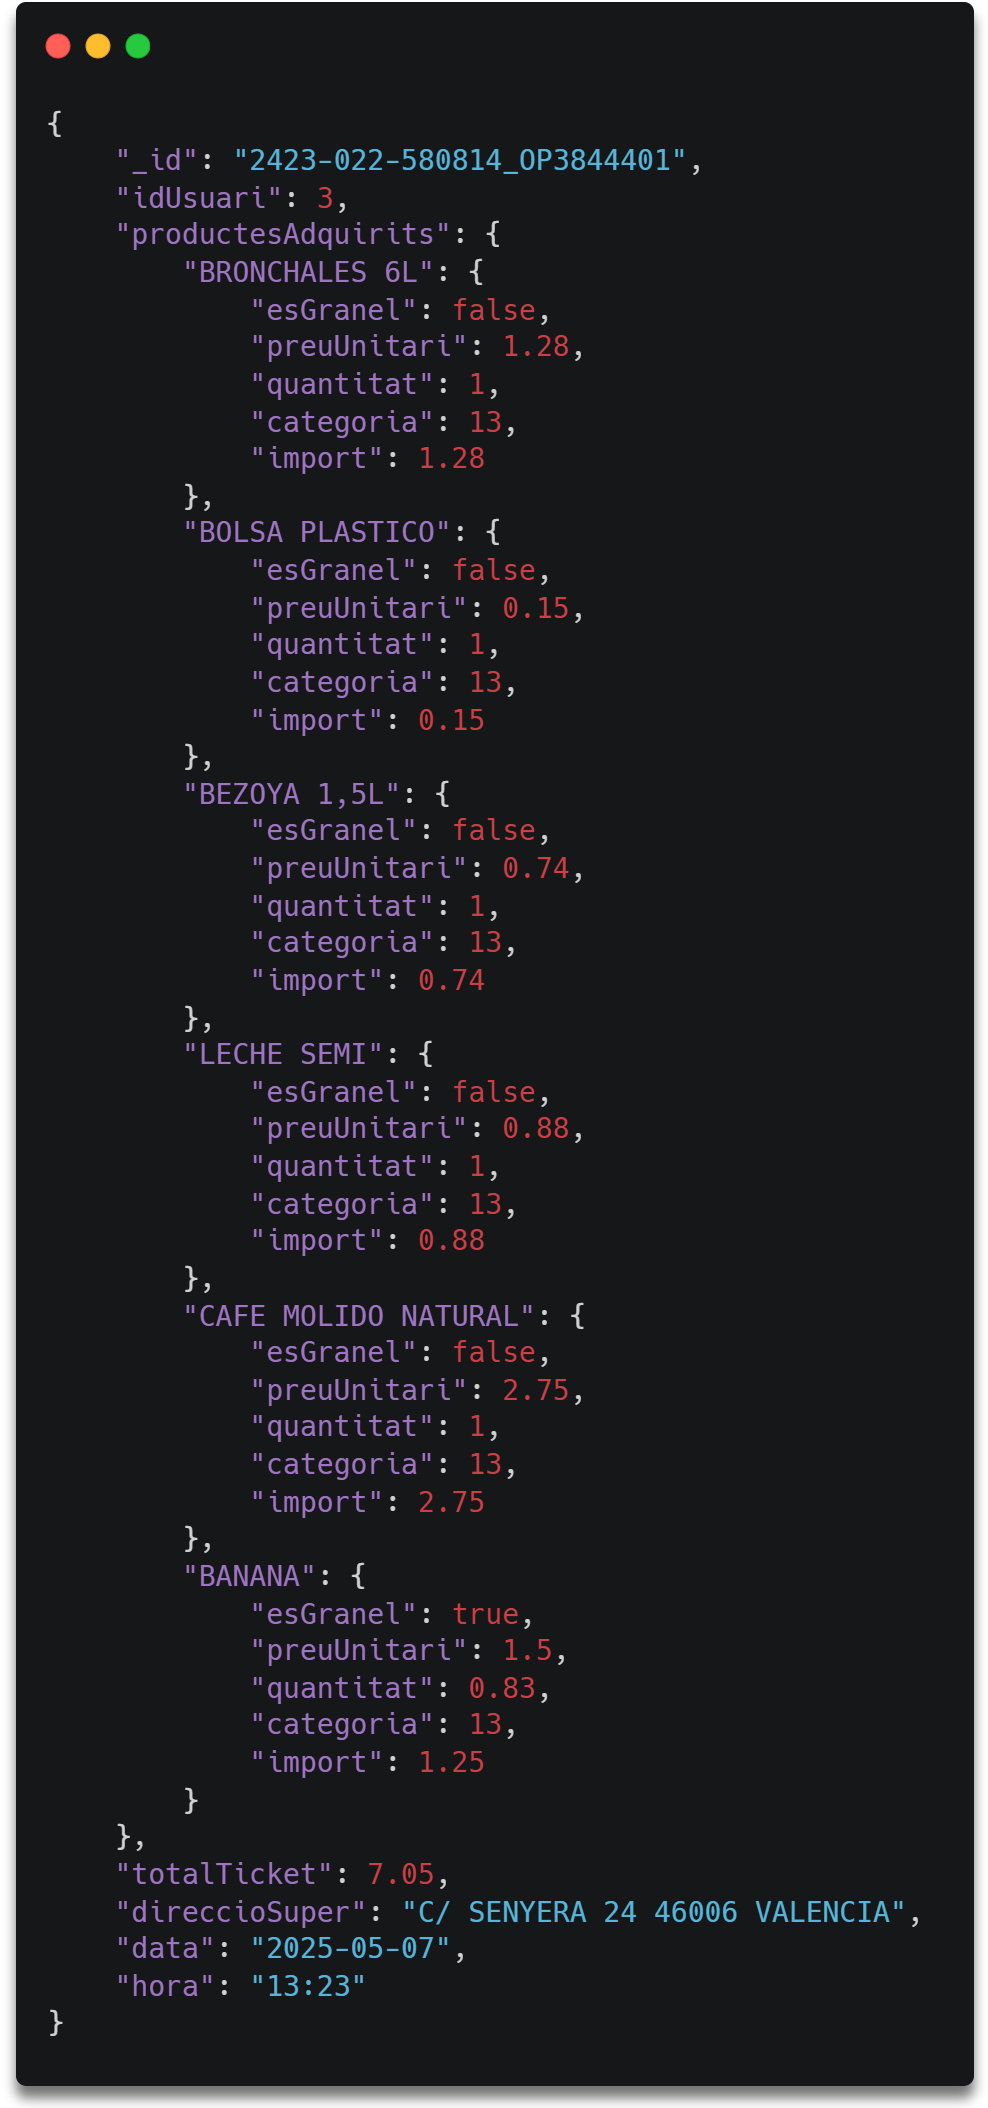 {
    "_id": "2423-022-580814_OP3844401",
    "idUsuari": 3,
    "productesAdquirits": {
        "BRONCHALES 6L": {
            "esGranel": false,
            "preuUnitari": 1.28,
            "quantitat": 1,
            "categoria": 13,
            "import": 1.28
        },
        "BOLSA PLASTICO": {
            "esGranel": false,
            "preuUnitari": 0.15,
            "quantitat": 1,
            "categoria": 13,
            "import": 0.15
        },
        "BEZOYA 1,5L": {
            "esGranel": false,
            "preuUnitari": 0.74,
            "quantitat": 1,
            "categoria": 13,
            "import": 0.74
        },
        "LECHE SEMI": {
            "esGranel": false,
            "preuUnitari": 0.88,
            "quantitat": 1,
            "categoria": 13,
            "import": 0.88
        },
        "CAFE MOLIDO NATURAL": {
            "esGranel": false,
            "preuUnitari": 2.75,
            "quantitat": 1,
            "categoria": 13,
            "import": 2.75
        },
        "BANANA": {
            "esGranel": true,
            "preuUnitari": 1.5,
            "quantitat": 0.83,
            "categoria": 13,
            "import": 1.25
        }
    },
    "totalTicket": 7.05,
    "direccioSuper": "C/ SENYERA 24 46006 VALENCIA",
    "data": "2025-05-07",
    "hora": "13:23"
}